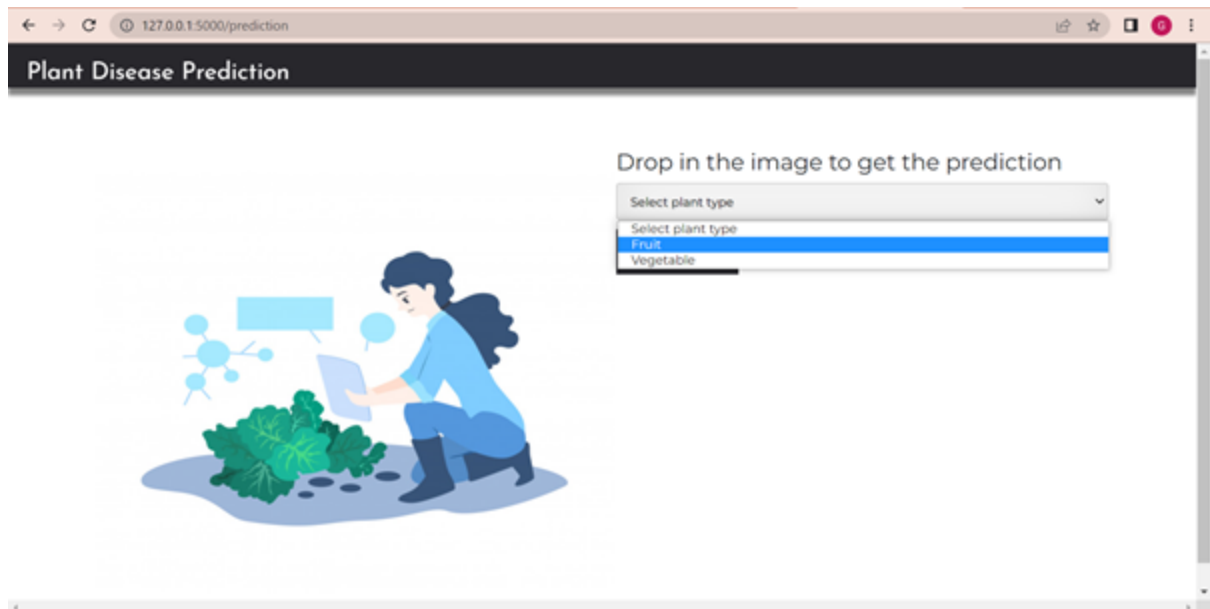 127.0.0.1:5000/prediction
G
Plant Disease Prediction
Drop in the image to get the prediction
Select plant type
Select plant type
Fruit
Vegetable